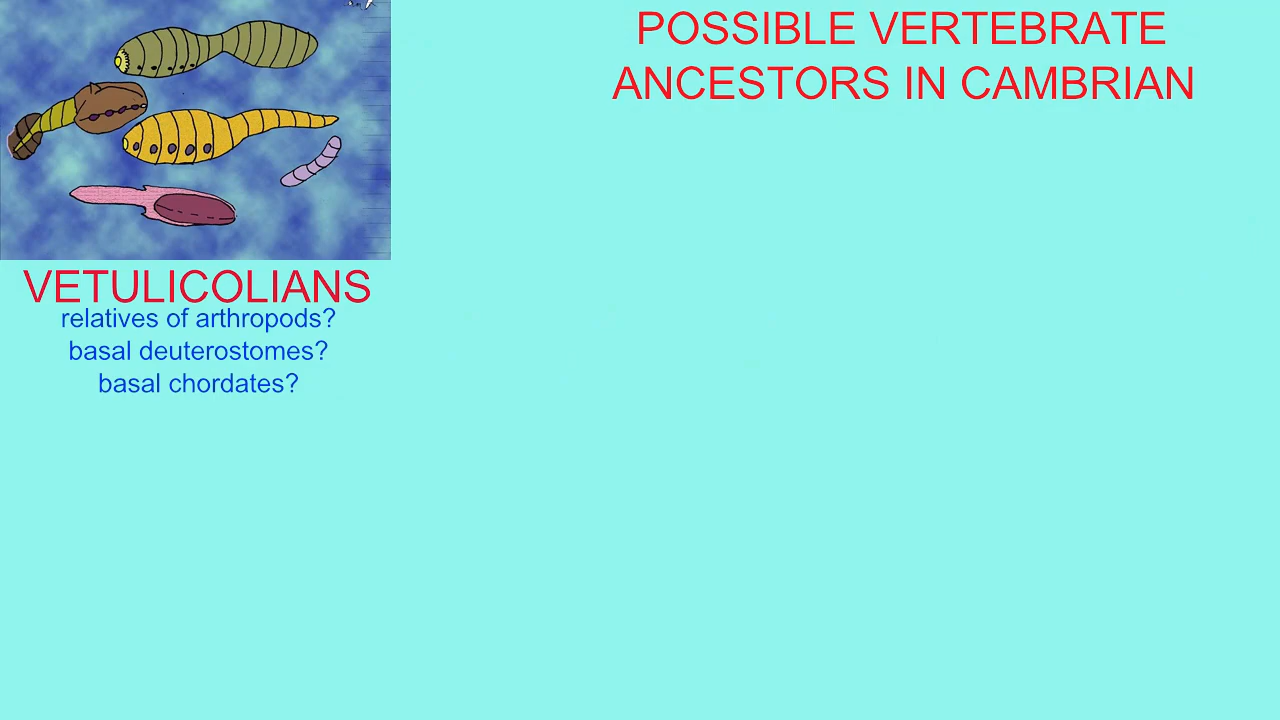 POSSIBLE VERTEBRATE
ANCESTORS IN CAMBRIAN
VETULICOLIANS
relatives of arthropods?
basal deuterostomes?
basal chordates?